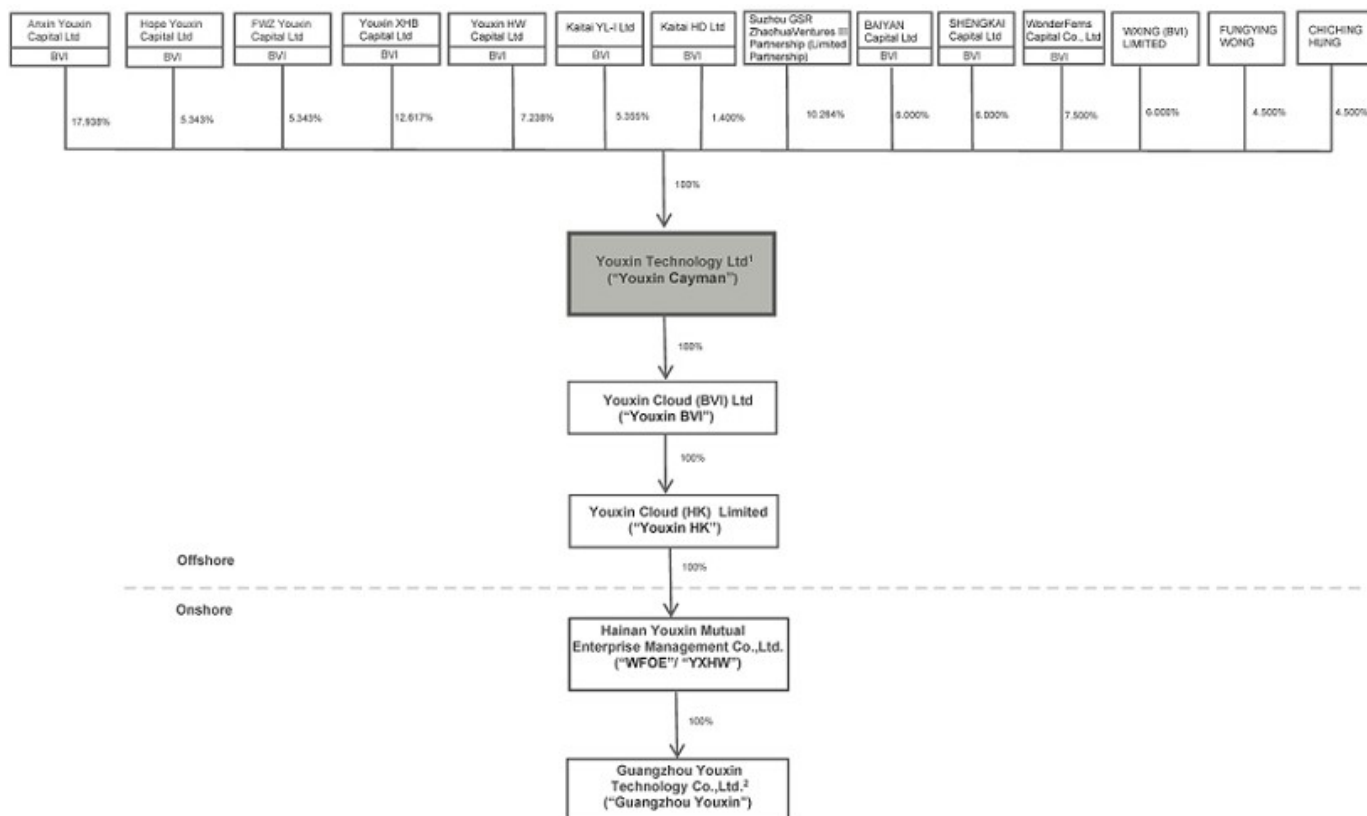 Anxin Youxin
Capital Ltd
BVI
Hope Youxin
Capital Ltd
BVI
FWZ Youxin
Capital Ltd
BVI
Youxin XHB
Capital Ltd
BVI
Youxin HW
Capital Ltd
BVI
Kaitai YL-I Ltd
BVI
Kaitai HD Ltd
BVI
Suzhou GSR
ZhaohuaVentures III
Partnership (Limited
Partnership)
BAIYAN
Capital Ltd
BVI
SHENGKAI
Capital Ltd
BVI
WonderFerns
Capital Co., Ltd
BVI
WXING (BVI)
LIMITED
FUNGYING
WONG
CHICHING
HUNG
17.938%
5.343%
5.343%
12.617%
7.238%
5.355%
1.400%
10.264%
6.000%
6.000%
7.500%
6.000%
4.500%
4.500%
100%
Youxin Technology Ltd¹
(“Youxin Cayman”)
100%
Youxin Cloud (BVI) Ltd
(“Youxin BVI”)
100%
Youxin Cloud (HK) Limited
(“Youxin HK”)
Offshore
100%
Onshore
Hainan Youxin Mutual
Enterprise Management Co.,Ltd.
(“WFOE”/ “YXHW”)
100%
Guangzhou Youxin
Technology Co.,Ltd.²
(“Guangzhou Youxin”)